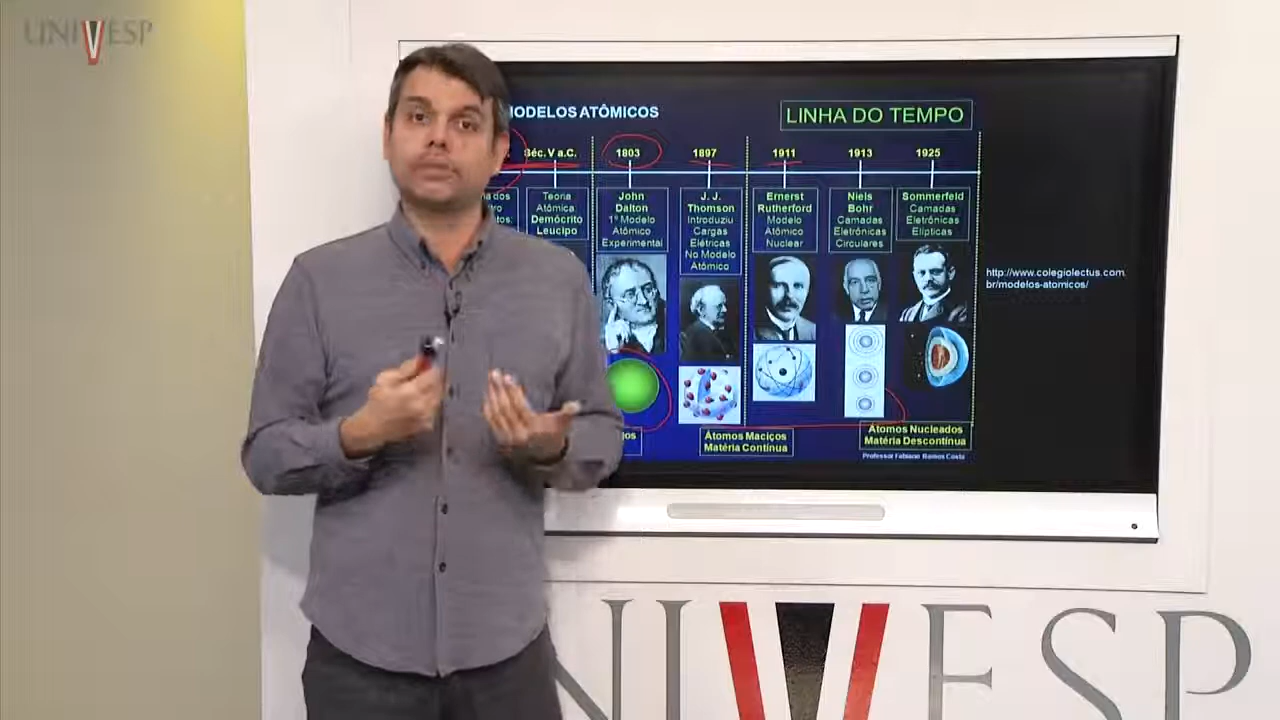 UNIVESP
MODELOS ATÔMICOS
LINHA DO TEMPO
Séc. V a.C.
1803
1897
1911
1913
1925
Teoria
Atômica
Demócrito
Leucipo
John
Dalton
1º Modelo
Atômico
Experimental
J. J.
Thomson
Introduziu
Cargas
Elétricas
No Modelo
Atômico
Ernerst
Rutherford
Modelo
Atômico
Nuclear
Niels
Bohr
Camadas
Eletrônicas
Circulares
Sommerfeld
Camadas
Eletrônicas
Elípticas
http://www.colegiolectus.com.
br/modelos-atomicos/
Átomos Maciços
Matéria Contínua
Átomos Nucleados
Matéria Descontínua
Professor Fabiano Ramos Costa
NIVESP